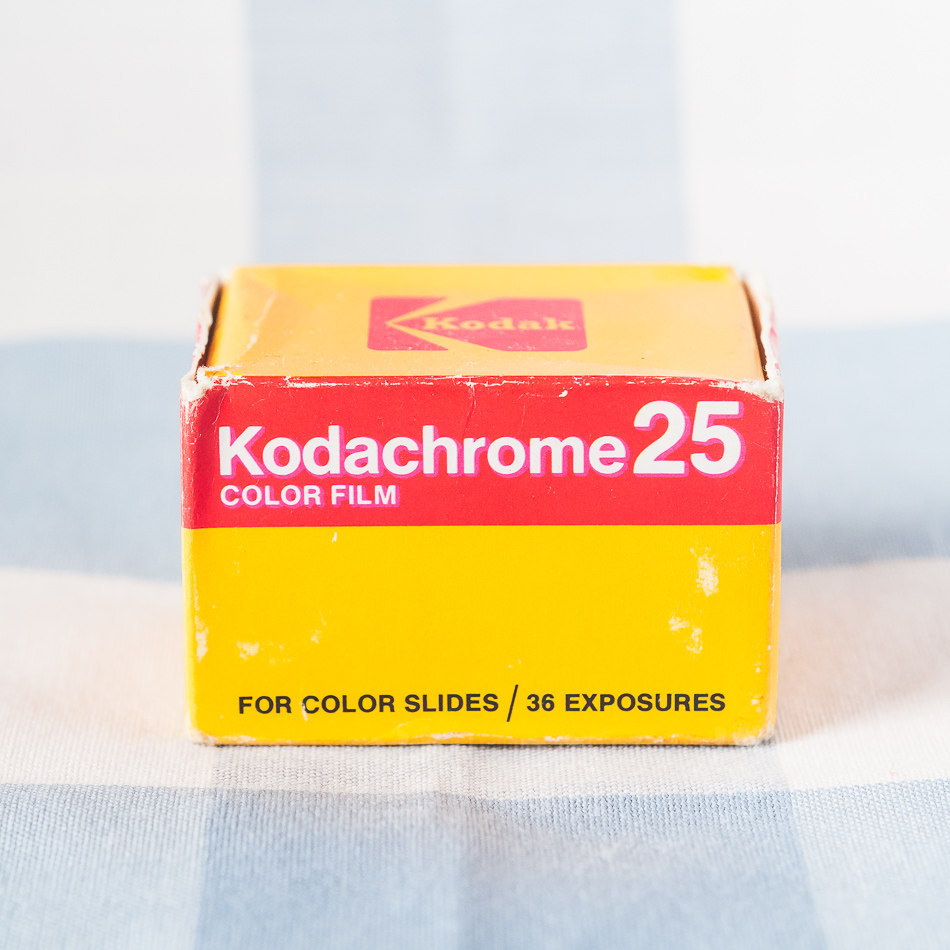 Kodak
Kodachrome 25
COLOR FILM
FOR COLOR SLIDES / 36 EXPOSURES